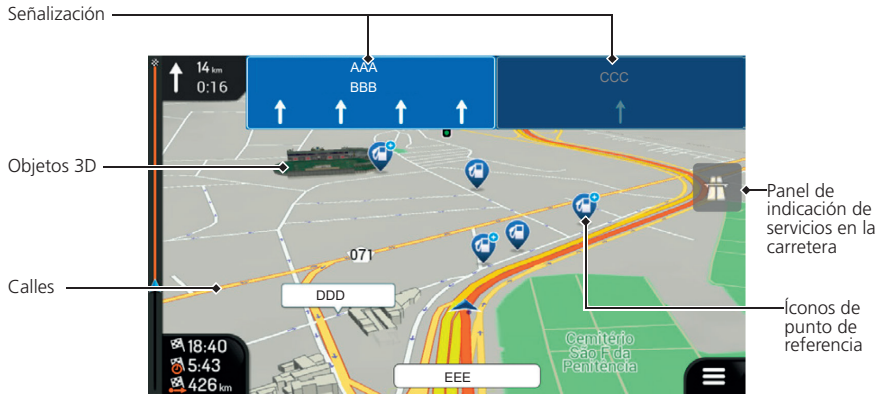 Señalización
14 km
0:16
AAA
BBB
CCC
Objetos 3D
Panel de
indicación de
servicios en la
carretera
071
Calles
DDD
Íconos de
punto de
referencia
18:40
5:43
426 km
Cemitério
São F da
Penitência
EEE